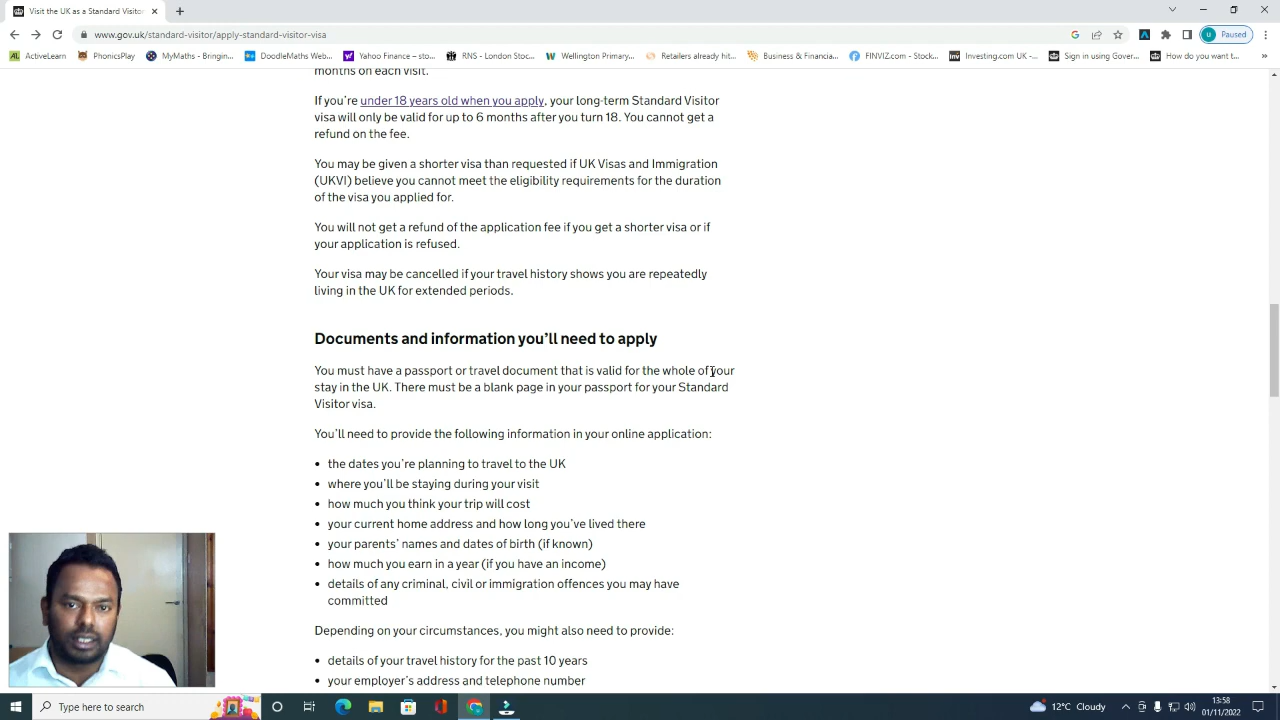 Visit the UK as a Standard Visitor
www.gov.uk/standard-visitor/apply-standard-visitor-visa
Paused
ActiveLearn
PhonicsPlay
MyMaths - Bringin...
DoodleMaths Web...
Yahoo Finance – sto...
RNS - London Stoc...
Wellington Primary...
Retailers already hit...
Business & Financia...
FINVIZ.com - Stock...
Investing.com UK -...
Sign in using Gover...
How do you want t...
months on each visit.
If you're under 18 years old when you apply, your long-term Standard Visitor
visa will only be valid for up to 6 months after you turn 18. You cannot get a
refund on the fee.
You may be given a shorter visa than requested if UK Visas and Immigration
(UKVI) believe you cannot meet the eligibility requirements for the duration
of the visa you applied for.
You will not get a refund of the application fee if you get a shorter visa or if
your application is refused.
Your visa may be cancelled if your travel history shows you are repeatedly
living in the UK for extended periods.
Documents and information you'll need to apply
You must have a passport or travel document that is valid for the whole of your
stay in the UK. There must be a blank page in your passport for your Standard
Visitor visa.
You'll need to provide the following information in your online application:
• the dates you're planning to travel to the UK
• where you'll be staying during your visit
• how much you think your trip will cost
• your current home address and how long you've lived there
• your parents' names and dates of birth (if known)
• how much you earn in a year (if you have an income)
• details of any criminal, civil or immigration offences you may have
committed
Depending on your circumstances, you might also need to provide:
• details of your travel history for the past 10 years
• your employer's address and telephone number
Type here to search
12°C Cloudy
13:58
01/11/2022